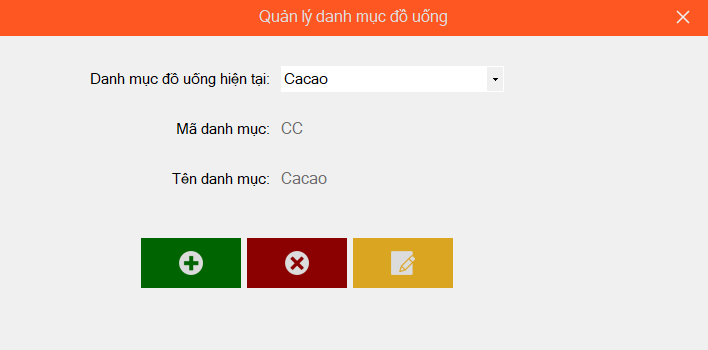 Quản lý danh mục đồ uống
Danh mục đồ uống hiện tại: Cacao
Mã danh mục: CC
Tên danh mục: Cacao